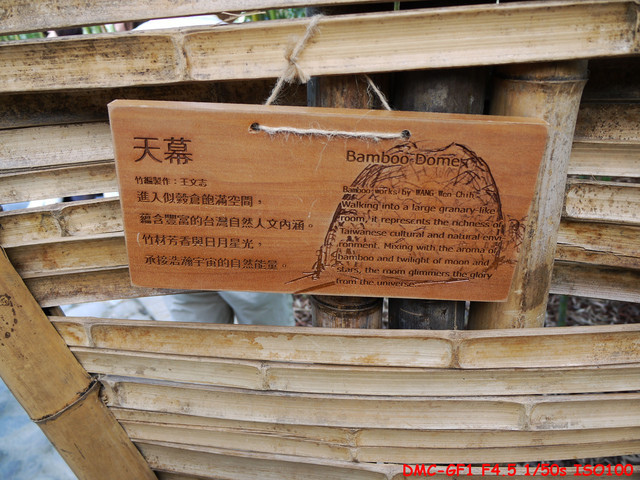 天幕
竹編製作：王文志
進入似榖倉飽滿空間，
蘊含豐富的台灣自然人文內涵。
竹材芳香與日月星光，
承接浩瀚宇宙的自然能量。
Bamboo Dome
Bamboo works by WANG Wen Chih
Walking into a large granary-like
room, it represents the richness of
Taiwanese cultural and natural envi
ronment. Mixing with the aroma of
bamboo and twilight of moon and
stars, the room glimmers the glory
from the universe.
DMC-GF1 F4.5 1/50s ISO100